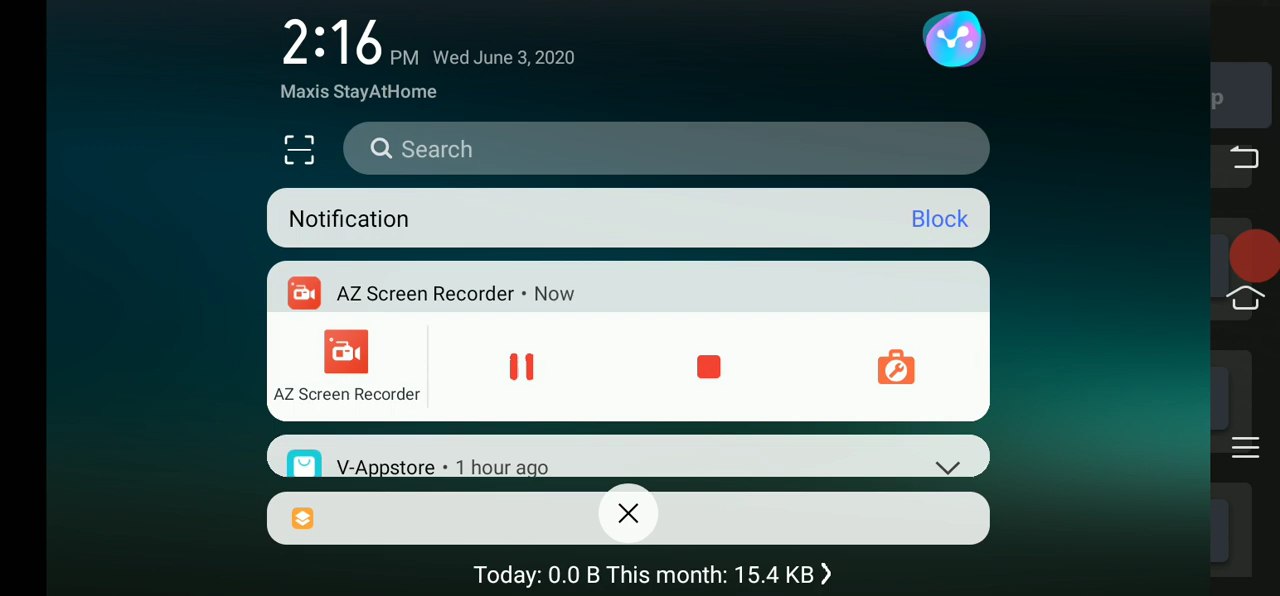 2:16 PM Wed June 3, 2020
Maxis StayAtHome
Search
Notification Block
AZ Screen Recorder • Now
AZ Screen Recorder
V-Appstore • 1 hour ago
Today: 0.0 B This month: 15.4 KB
p